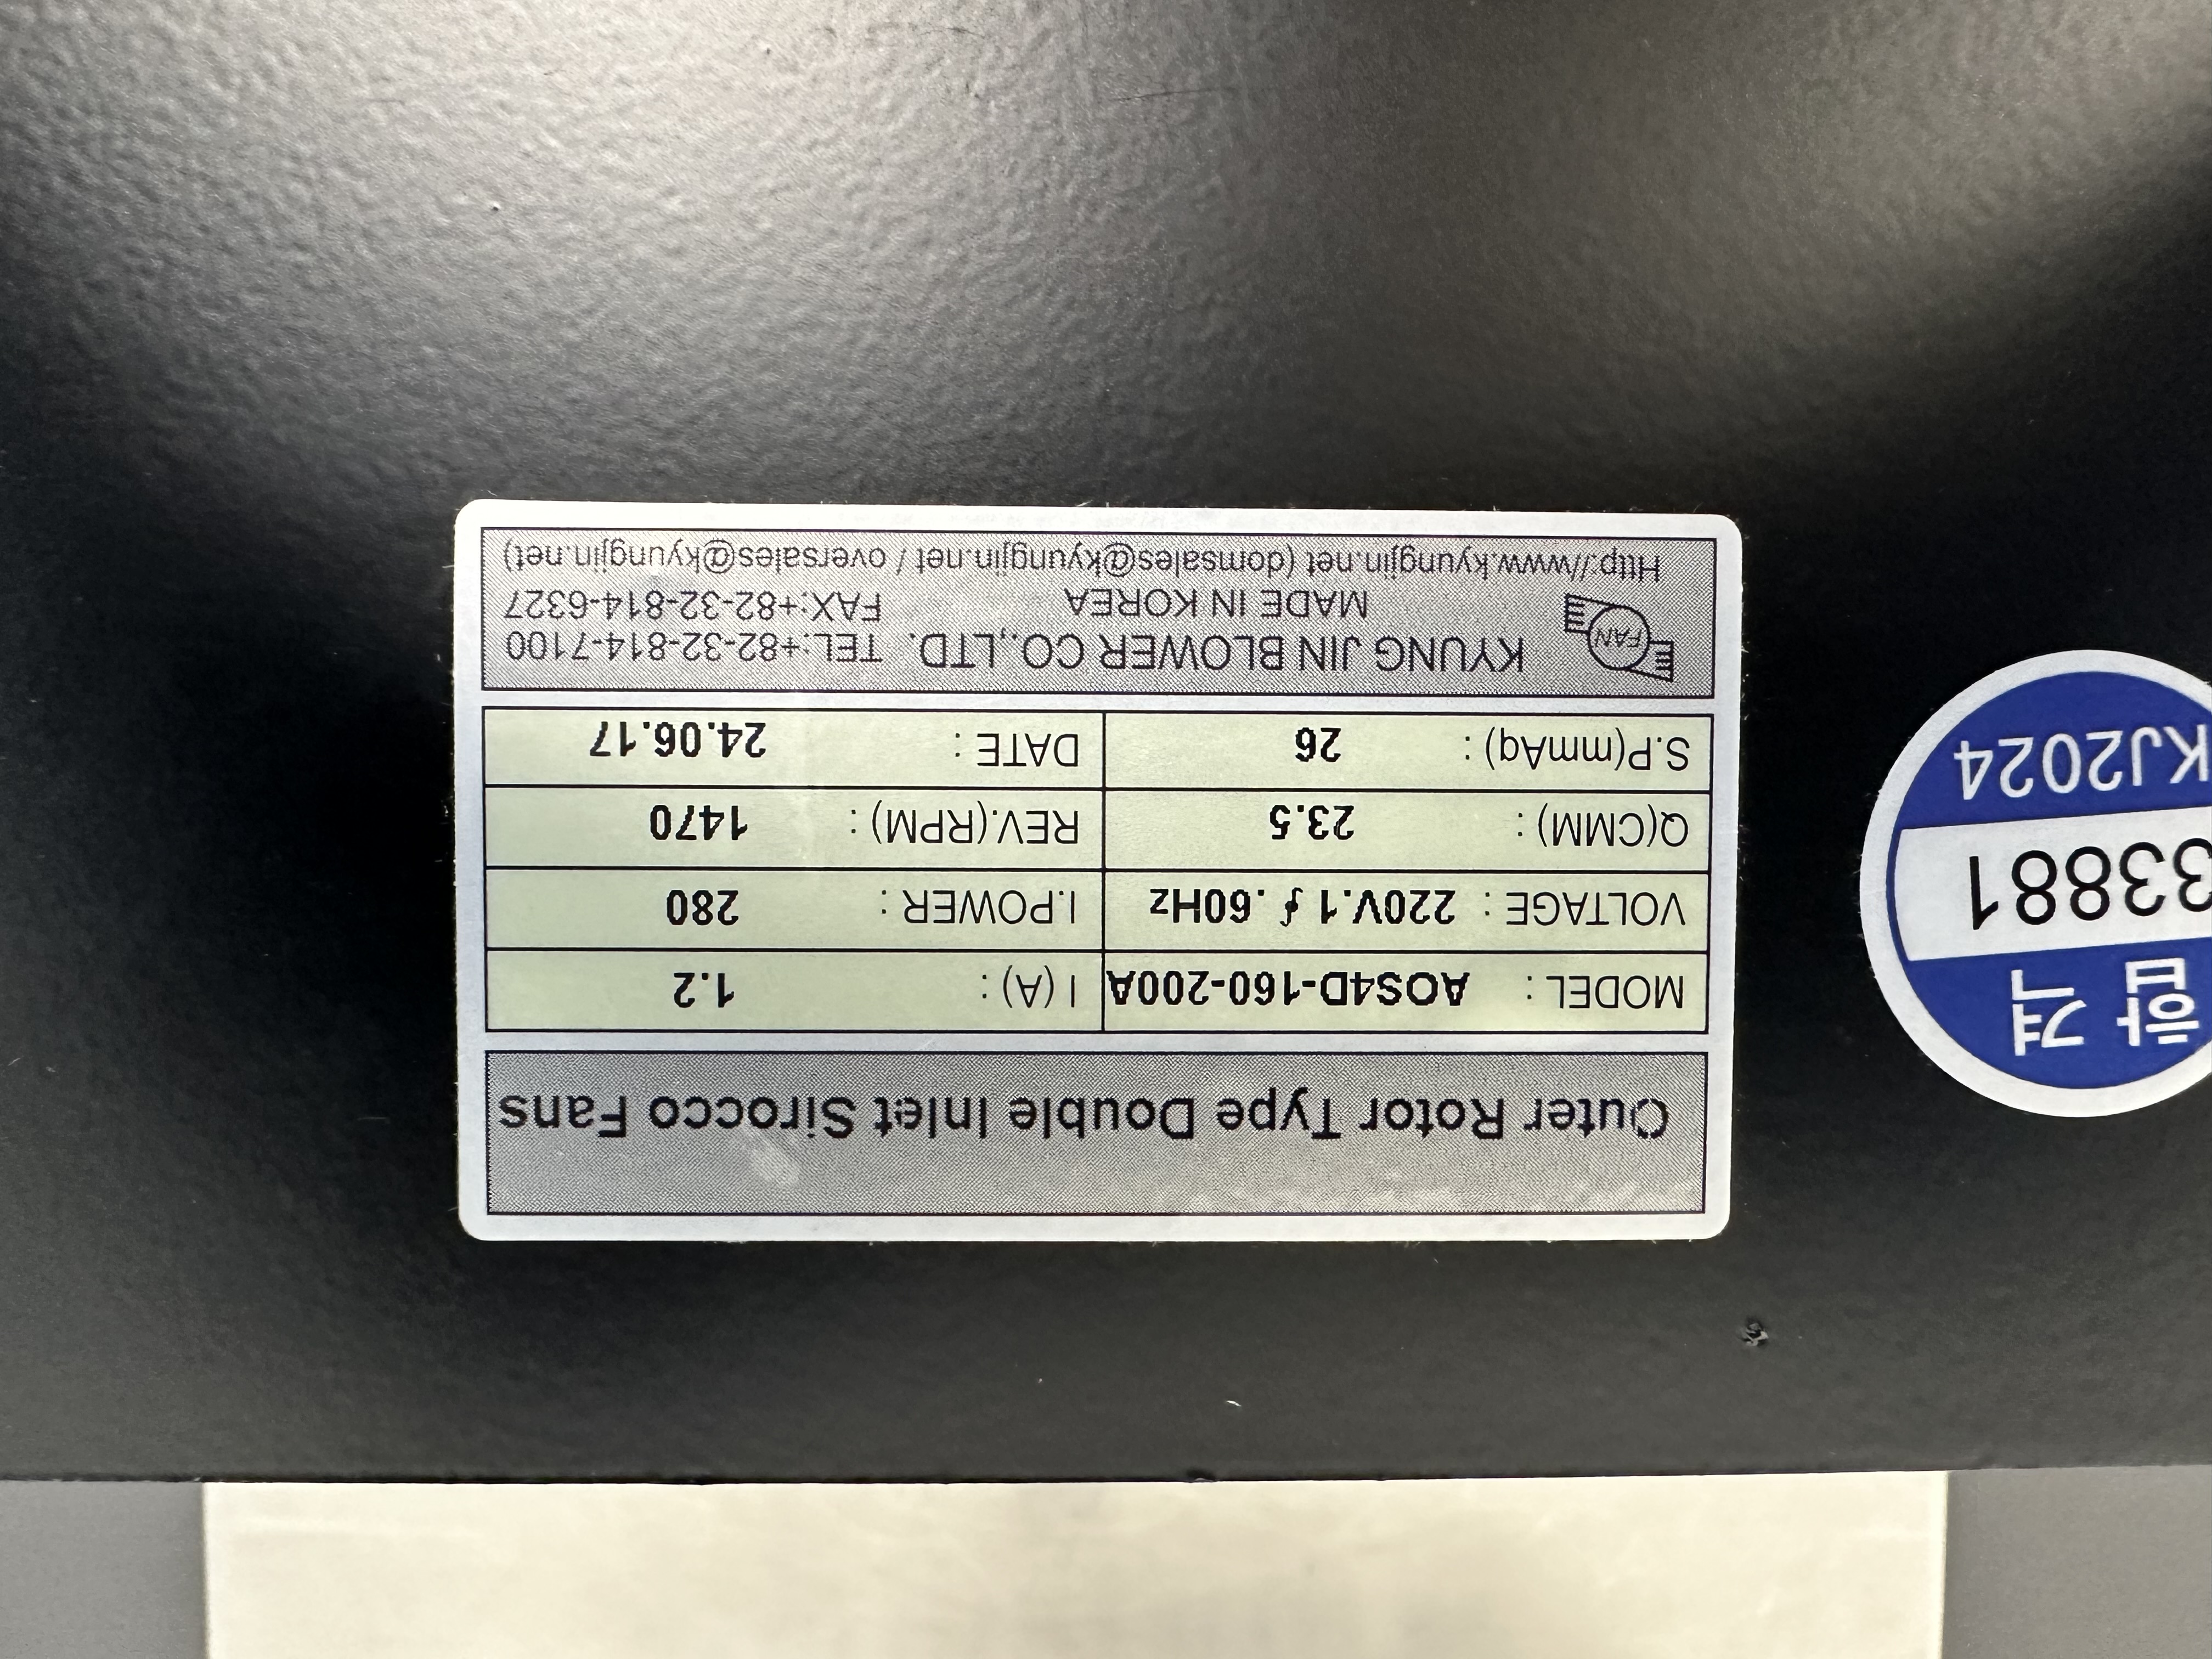 Outer Rotor Type Double Inlet Sirocco Fans
MODEL : AOS4D-160-200A I (A) : 1.2
VOLTAGE : 220V.1 ∮ .60Hz I.POWER : 280
Q(CMM) : 23.5 REV.(RPM) : 1470
S.P(mmAq) : 26 DATE : 24.06.17
FAN
KYUNG JIN BLOWER CO.,LTD. TEL:+82-32-814-7100
MADE IN KOREA FAX:+82-32-814-6327
Http://www.kyungjin.net (domsales@kyungjin.net / oversales@kyungjin.net)
합격
33881
KJ2024